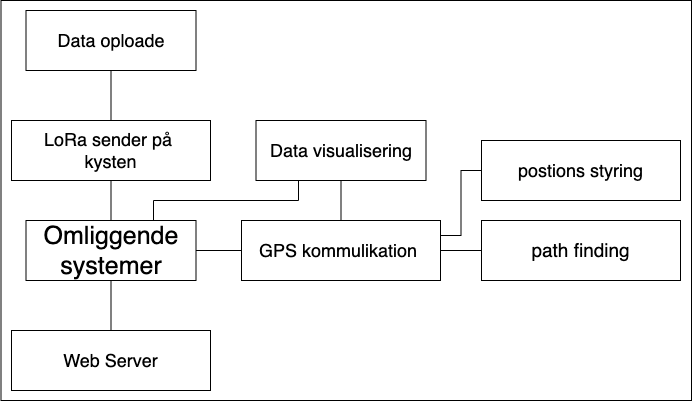 Data oploade
LoRa sender på
kysten
Data visualisering
postions styring
Omliggende
systemer
GPS kommulikation
path finding
Web Server